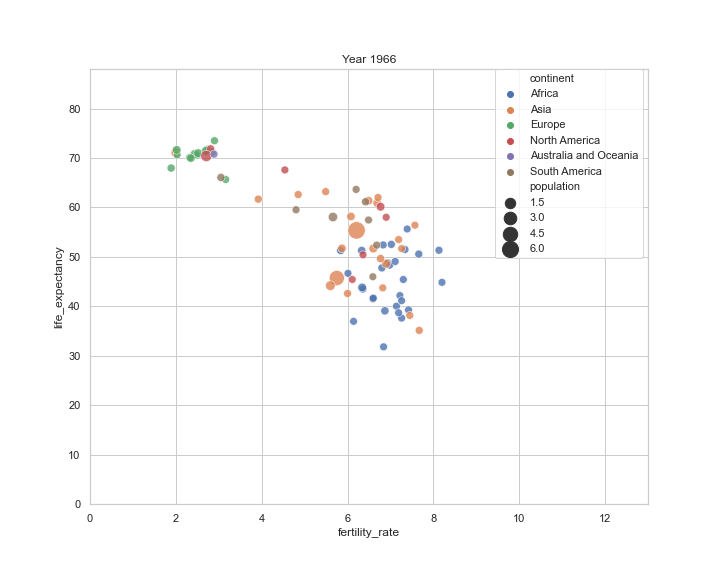 Year 1966
continent
Africa
Asia
Europe
North America
Australia and Oceania
South America
population
1.5
3.0
4.5
6.0
life_expectancy
80
70
60
50
40
30
20
10
0
0 2 4 6 8 10 12
fertility_rate